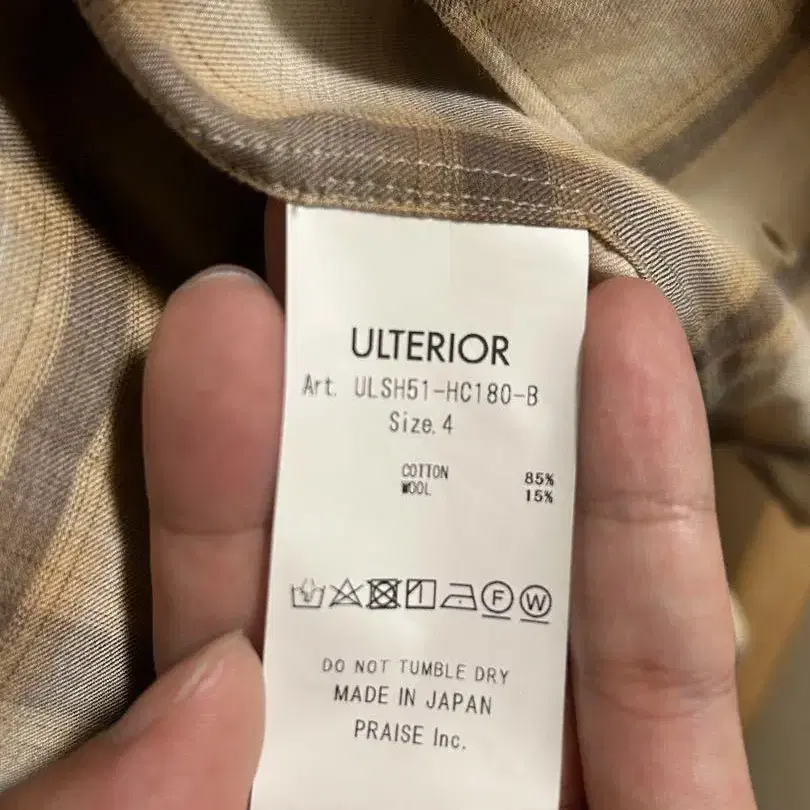 ULTERIOR
Art. ULSH51-HC180-B
Size.4
COTTON 85%
WOOL 15%
F W
DO NOT TUMBLE DRY
MADE IN JAPAN
PRAISE Inc.